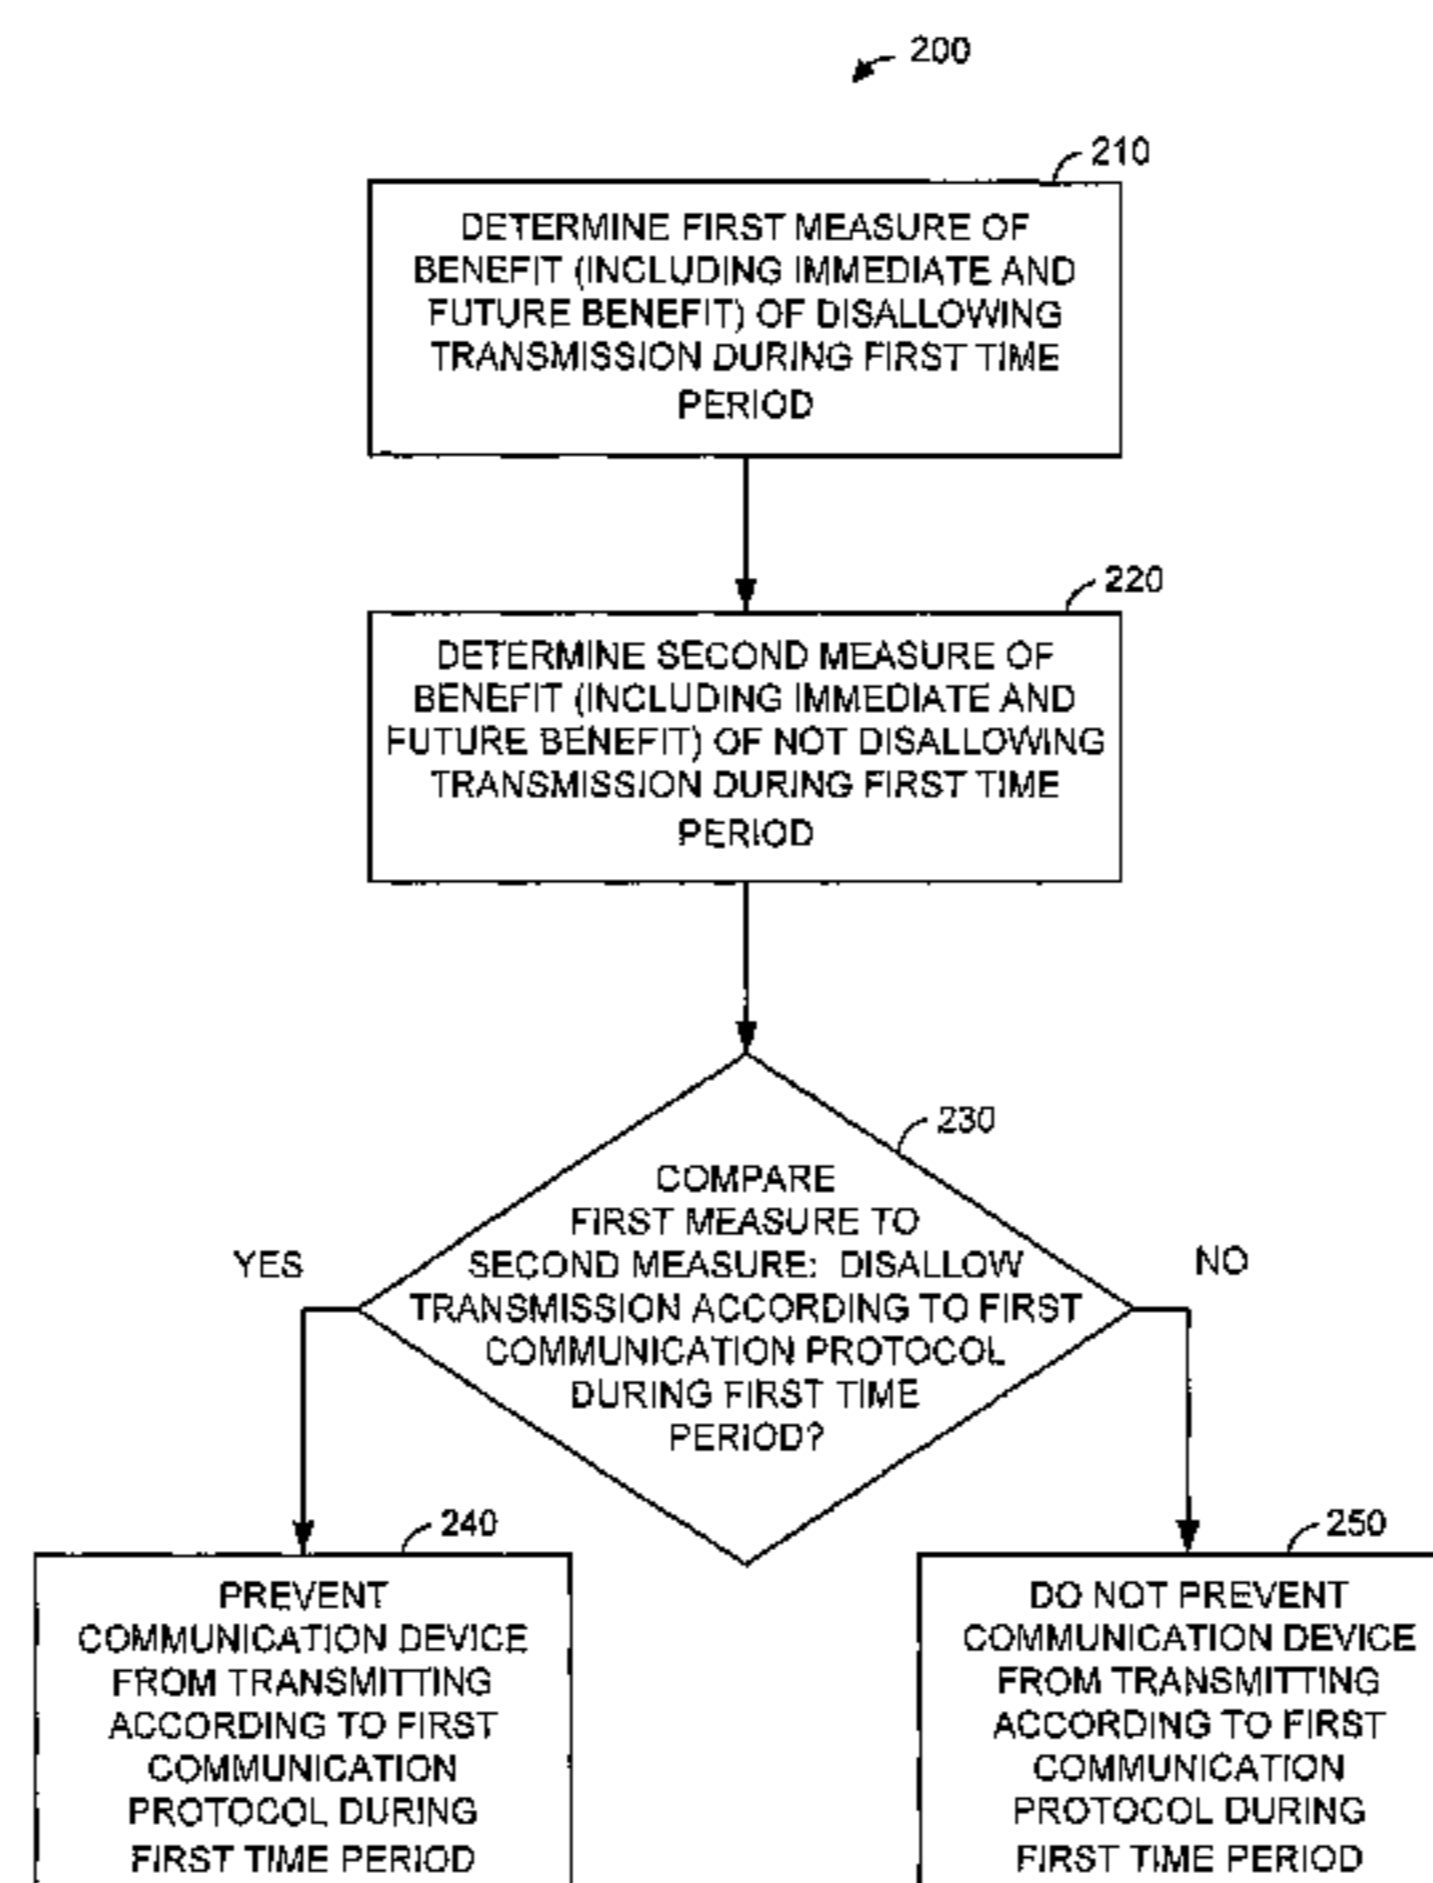 200
210
DETERMINE FIRST MEASURE OF
BENEFIT (INCLUDING IMMEDIATE AND
FUTURE BENEFIT) OF DISALLOWING
TRANSMISSION DURING FIRST TIME
PERIOD
220
DETERMINE SECOND MEASURE OF
BENEFIT (INCLUDING IMMEDIATE AND
FUTURE BENEFIT) OF NOT DISALLOWING
TRANSMISSION DURING FIRST TIME
PERIOD
230
COMPARE
FIRST MEASURE TO
SECOND MEASURE: DISALLOW
TRANSMISSION ACCORDING TO FIRST
COMMUNICATION PROTOCOL
DURING FIRST TIME
PERIOD?
YES
NO
240
PREVENT
COMMUNICATION DEVICE
FROM TRANSMITTING
ACCORDING TO FIRST
COMMUNICATION
PROTOCOL DURING
FIRST TIME PERIOD
250
DO NOT PREVENT
COMMUNICATION DEVICE
FROM TRANSMITTING
ACCORDING TO FIRST
COMMUNICATION
PROTOCOL DURING
FIRST TIME PERIOD